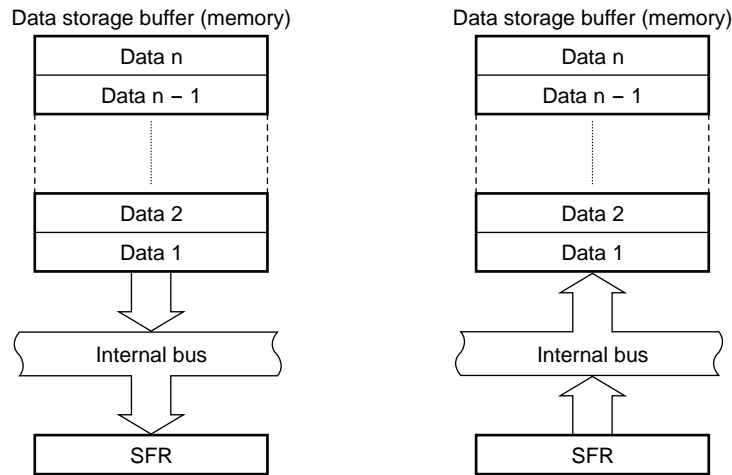 Data storage buffer (memory)
Data n
Data n − 1
Data 2
Data 1
Internal bus
SFR
Data storage buffer (memory)
Data n
Data n − 1
Data 2
Data 1
Internal bus
SFR